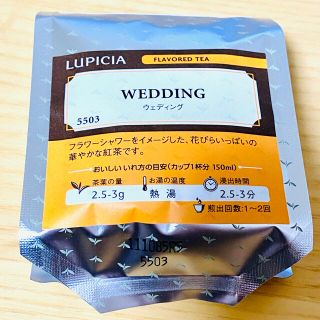 LUPICIA
FLAVORED TEA
WEDDING
ウェディング
5503
フラワーシャワーをイメージした、花びらいっぱいの
華やかな紅茶です。
おいしい いれ方の目安(カップ1杯分 150ml)
茶葉の量 お湯の温度 浸出時間
2.5-3g 熱湯 2.5-3分
煎出回数:1〜2回
5503